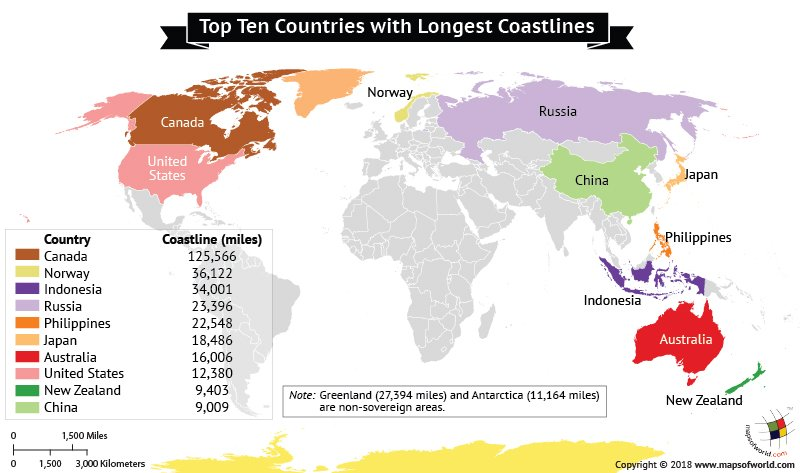 Top Ten Countries with Longest Coastlines
Norway
Russia
Canada
United
States
China
Japan
Philippines
Indonesia
Australia
New Zealand
Country Coastline (miles)
Canada 125,566
Norway 36,122
Indonesia 34,001
Russia 23,396
Philippines 22,548
Japan 18,486
Australia 16,006
United States 12,380
New Zealand 9,403
China 9,009
Note: Greenland (27,394 miles) and Antarctica (11,164 miles)
are non-sovereign areas.
0 1,500 Miles
0 1,500 3,000 Kilometers
mapsofworld.com
Copyright © 2018 www.mapsofworld.com